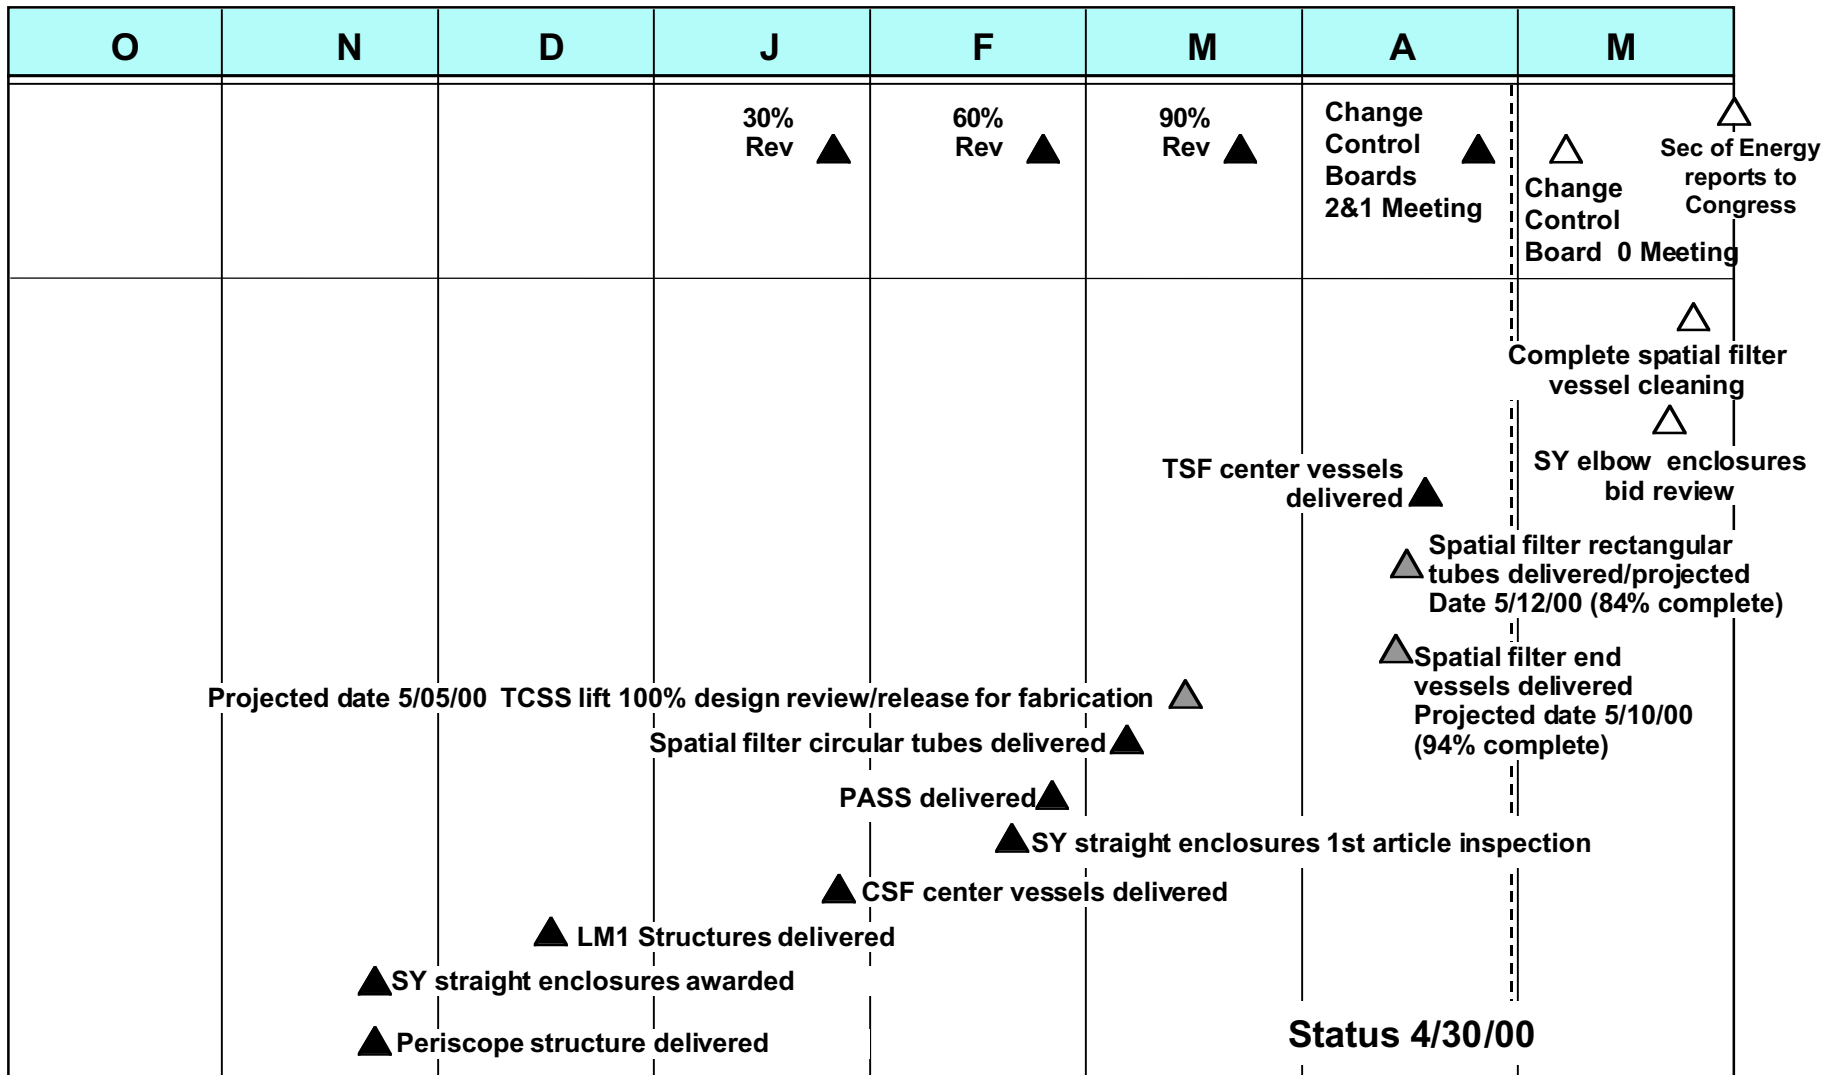 O N D J F M A M
30%
Rev
60%
Rev
90%
Rev
Change
Control
Boards
2&1 Meeting
Change
Control
Board 0 Meeting
Sec of Energy
reports to
Congress
Complete spatial filter
vessel cleaning
SY elbow enclosures
bid review
TSF center vessels
delivered
Spatial filter rectangular
tubes delivered/projected
Date 5/12/00 (84% complete)
Spatial filter end
vessels delivered
Projected date 5/10/00
(94% complete)
Projected date 5/05/00 TCSS lift 100% design review/release for fabrication
Spatial filter circular tubes delivered
PASS delivered
SY straight enclosures 1st article inspection
CSF center vessels delivered
LM1 Structures delivered
SY straight enclosures awarded
Periscope structure delivered
Status 4/30/00